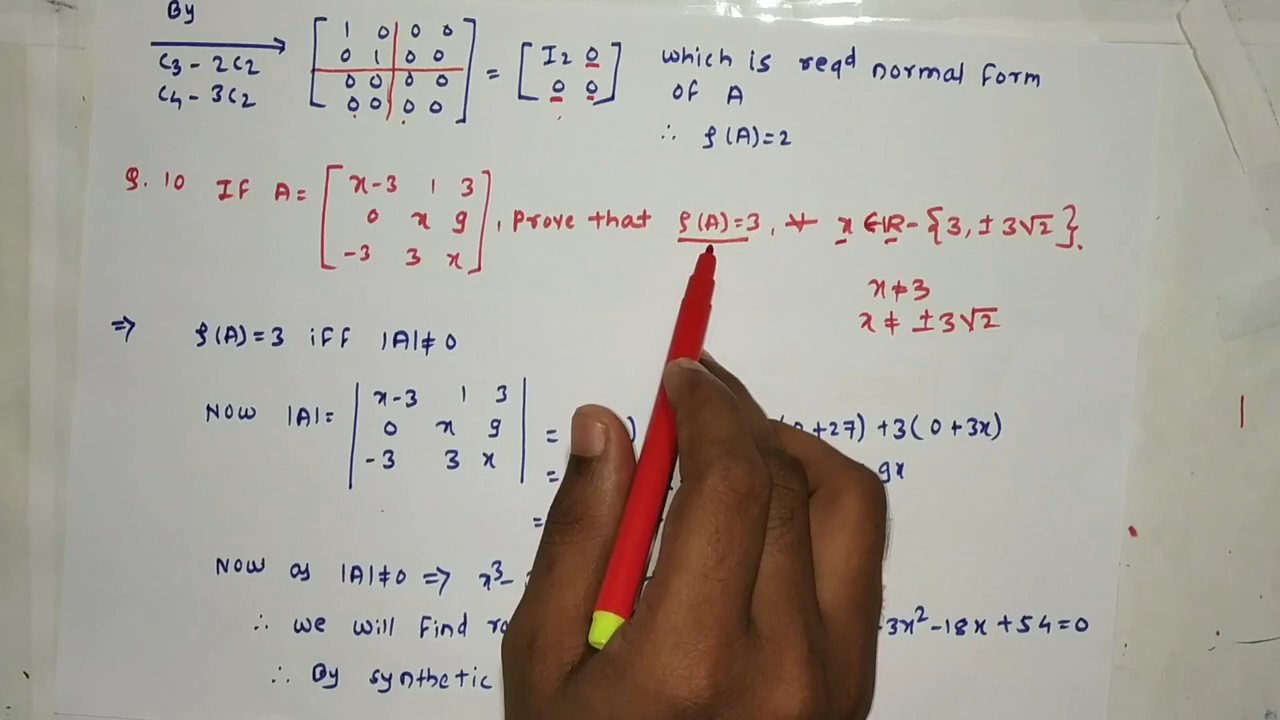 By
C3 - 2C2
C4 - 3C2
1 0 0 0
0 1 0 0
0 0 0 0
0 0 0 0
= [ I2 0
0 0 ]
which is reqd normal form
of A
∴ ρ(A)=2
Q. 10 If A= [ x-3 1 3
0 x 9
-3 3 x ] , prove that ρ(A)=3, ∀ x ∈ R - {3, ± 3√2}.
x ≠ 3
x ≠ ± 3√2
⇒ ρ(A)=3 iff |A| ≠ 0
Now |A| = | x-3 1 3
0 x 9
-3 3 x |
= +27) +3(0+3x)
= 9x
=
Now as |A| ≠ 0 ⇒ x³-
∴ we will find 3x² -18x + 54 = 0
∴ By synthetic